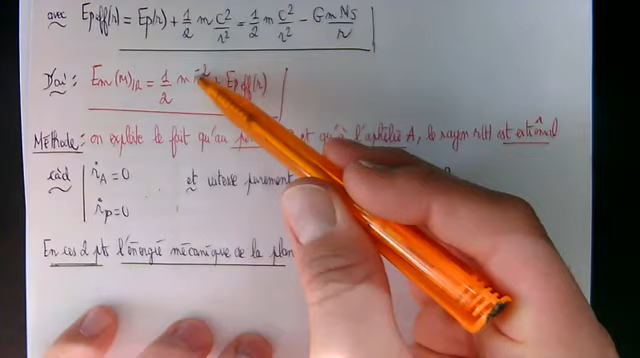 avec Epeff(r) = Ep(r) + 1/2 m C²/r² = 1/2 m C²/r² - G m Ms/r
D'où: Em(M)/R = 1/2 m ṙ² + Epeff(r)
Méthode: on exploite le fait qu'au et qu'à l'aphélie A, le rayon r(t) est extrêmal
càd ṙA = 0 et vitesse purement
ṙP = 0
En ces 2 pts l'énergie mécanique de la